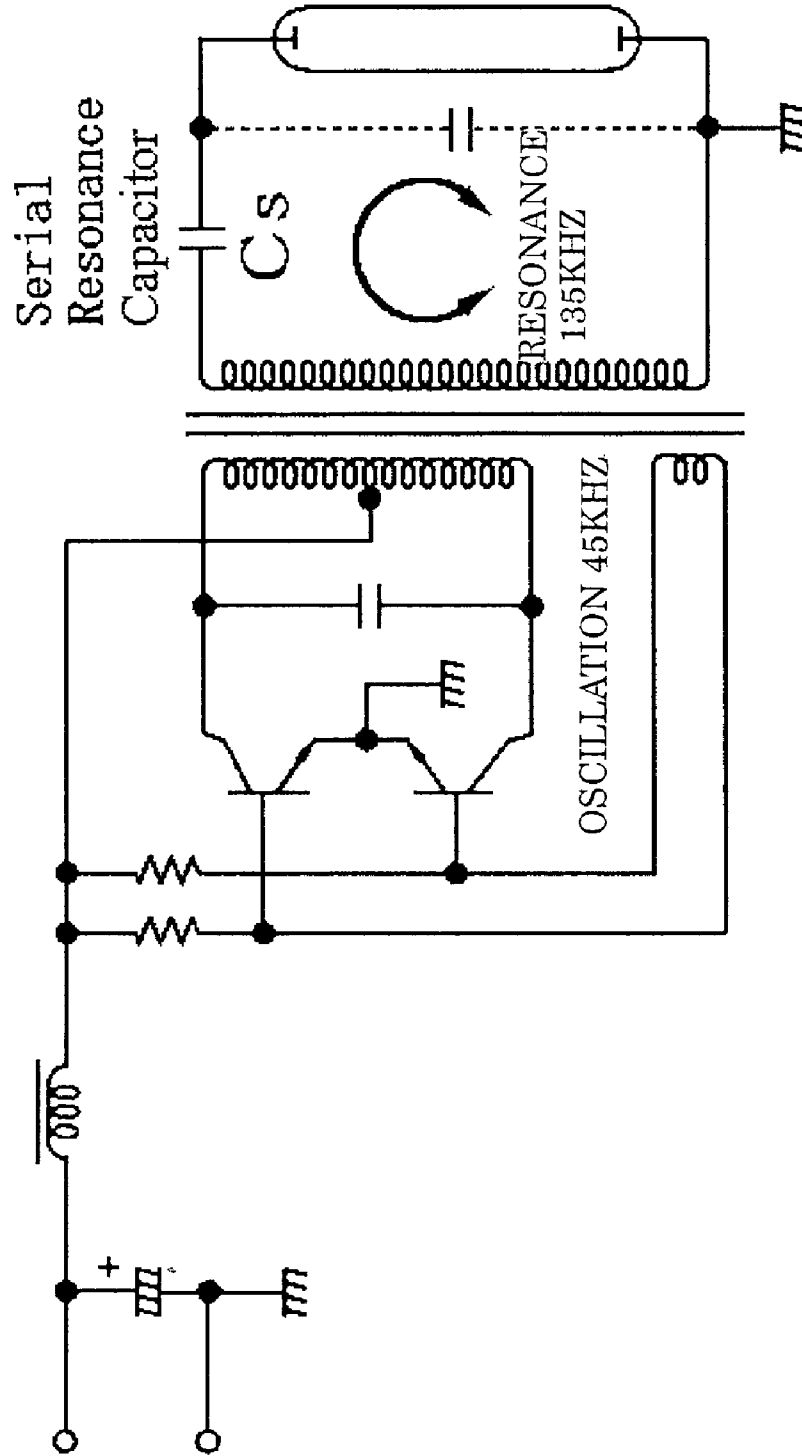 Serial
Resonance
Capacitor
Cs
RESONANCE
135KHZ
OSCILLATION 45KHZ
+